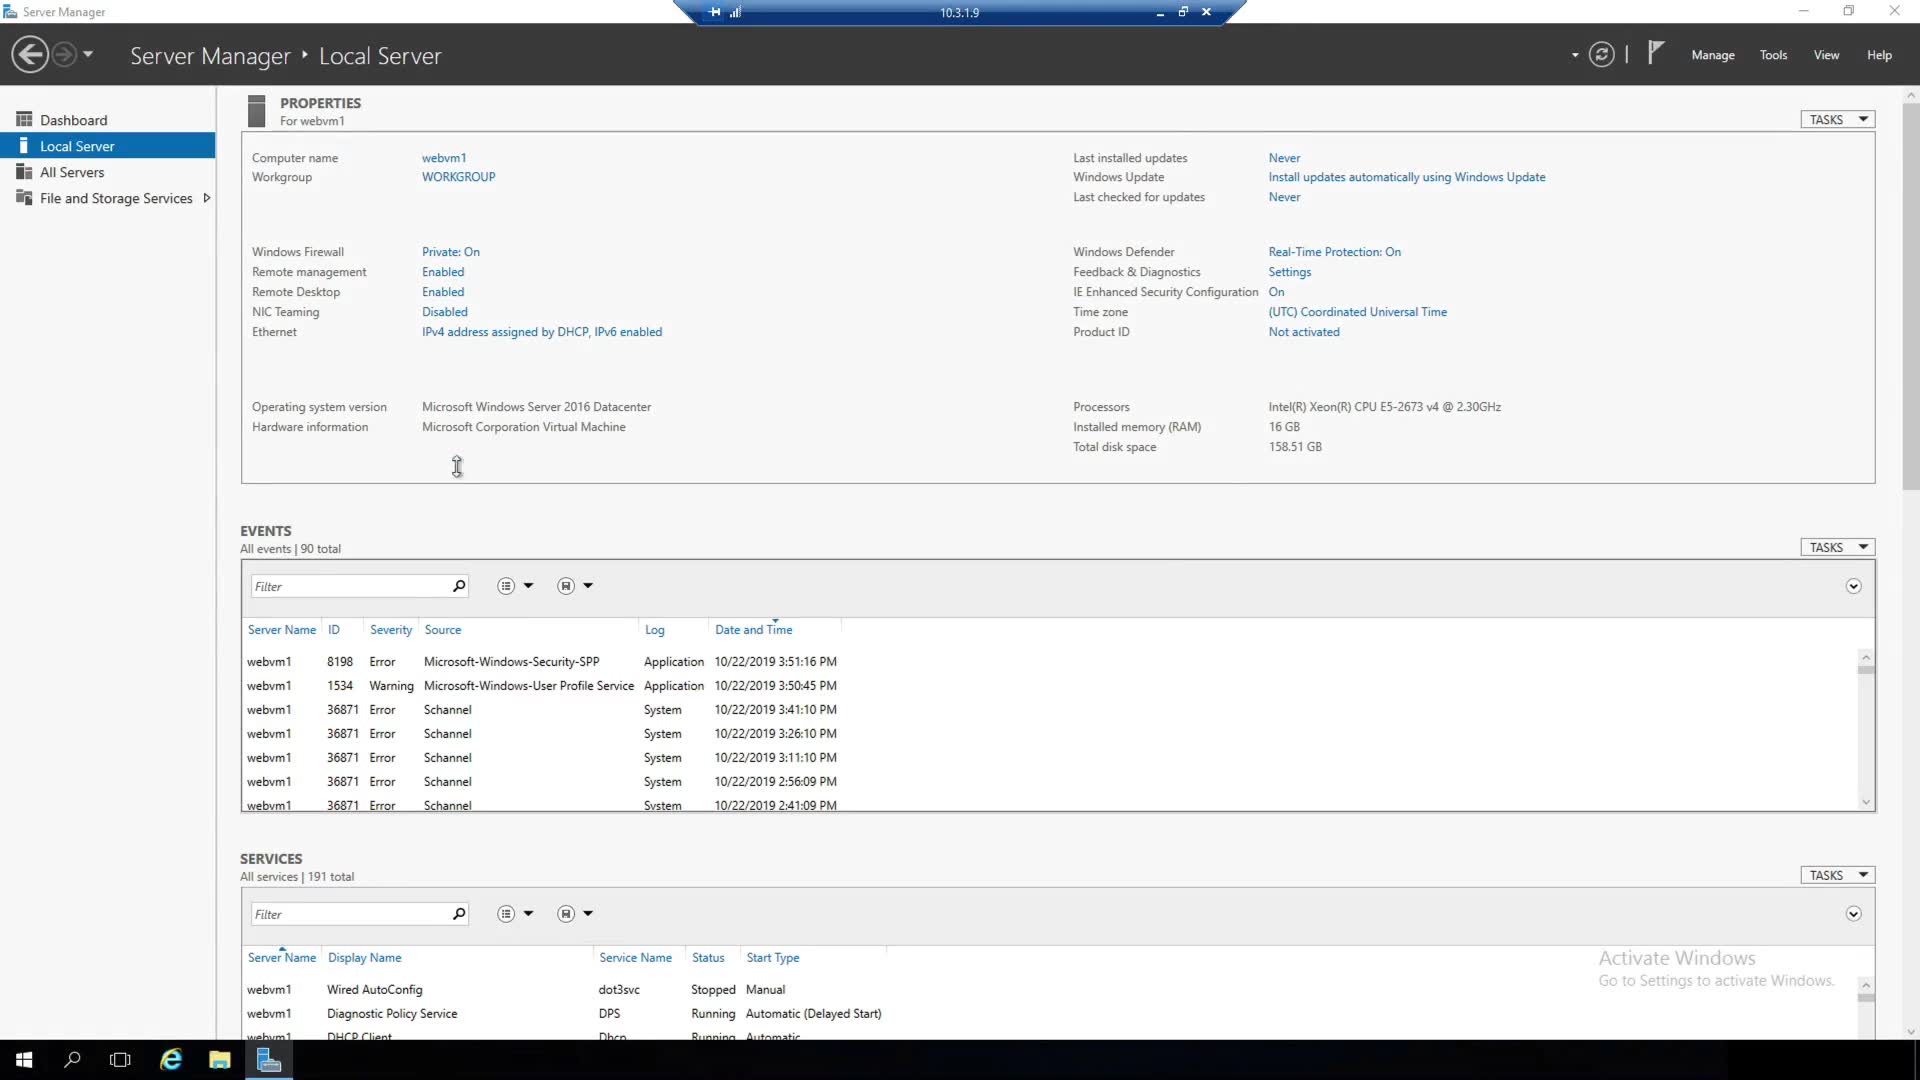 Server Manager
10.3.1.9
Server Manager Local Server
Manage Tools View Help
Dashboard
Local Server
All Servers
File and Storage Services
PROPERTIES
For webvm1
TASKS
Computer name webvm1
Workgroup WORKGROUP
Last installed updates Never
Windows Update Install updates automatically using Windows Update
Last checked for updates Never
Windows Firewall Private: On
Remote management Enabled
Remote Desktop Enabled
NIC Teaming Disabled
Ethernet IPv4 address assigned by DHCP, IPv6 enabled
Windows Defender Real-Time Protection: On
Feedback & Diagnostics Settings
IE Enhanced Security Configuration On
Time zone (UTC) Coordinated Universal Time
Product ID Not activated
Operating system version Microsoft Windows Server 2016 Datacenter
Hardware information Microsoft Corporation Virtual Machine
Processors Intel(R) Xeon(R) CPU E5-2673 v4 @ 2.30GHz
Installed memory (RAM) 16 GB
Total disk space 158.51 GB
EVENTS
All events | 90 total
TASKS
Filter
Server Name ID Severity Source Log Date and Time
webvm1 8198 Error Microsoft-Windows-Security-SPP Application 10/22/2019 3:51:16 PM
webvm1 1534 Warning Microsoft-Windows-User Profile Service Application 10/22/2019 3:50:45 PM
webvm1 36871 Error Schannel System 10/22/2019 3:41:10 PM
webvm1 36871 Error Schannel System 10/22/2019 3:26:10 PM
webvm1 36871 Error Schannel System 10/22/2019 3:11:10 PM
webvm1 36871 Error Schannel System 10/22/2019 2:56:09 PM
webvm1 36871 Error Schannel System 10/22/2019 2:41:09 PM
SERVICES
All services | 191 total
TASKS
Filter
Server Name Display Name Service Name Status Start Type
webvm1 Wired AutoConfig dot3svc Stopped Manual
webvm1 Diagnostic Policy Service DPS Running Automatic (Delayed Start)
webvm1 DHCP Client Dhcp Running Automatic
Activate Windows
Go to Settings to activate Windows.